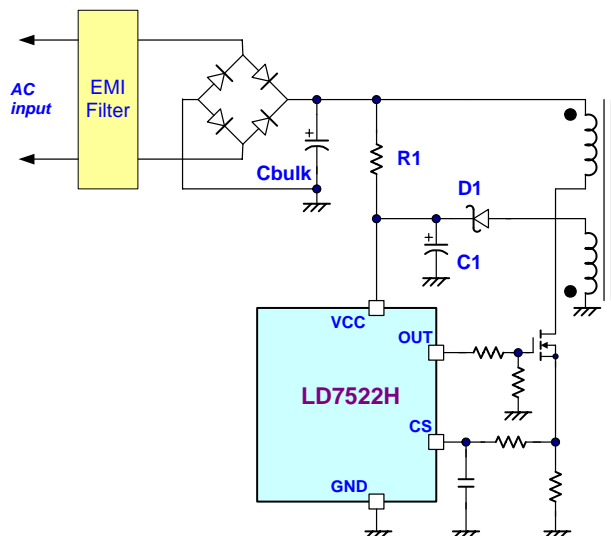 AC
input
EMI
Filter
Cbulk
R1
D1
C1
VCC
OUT
LD7522H
CS
GND